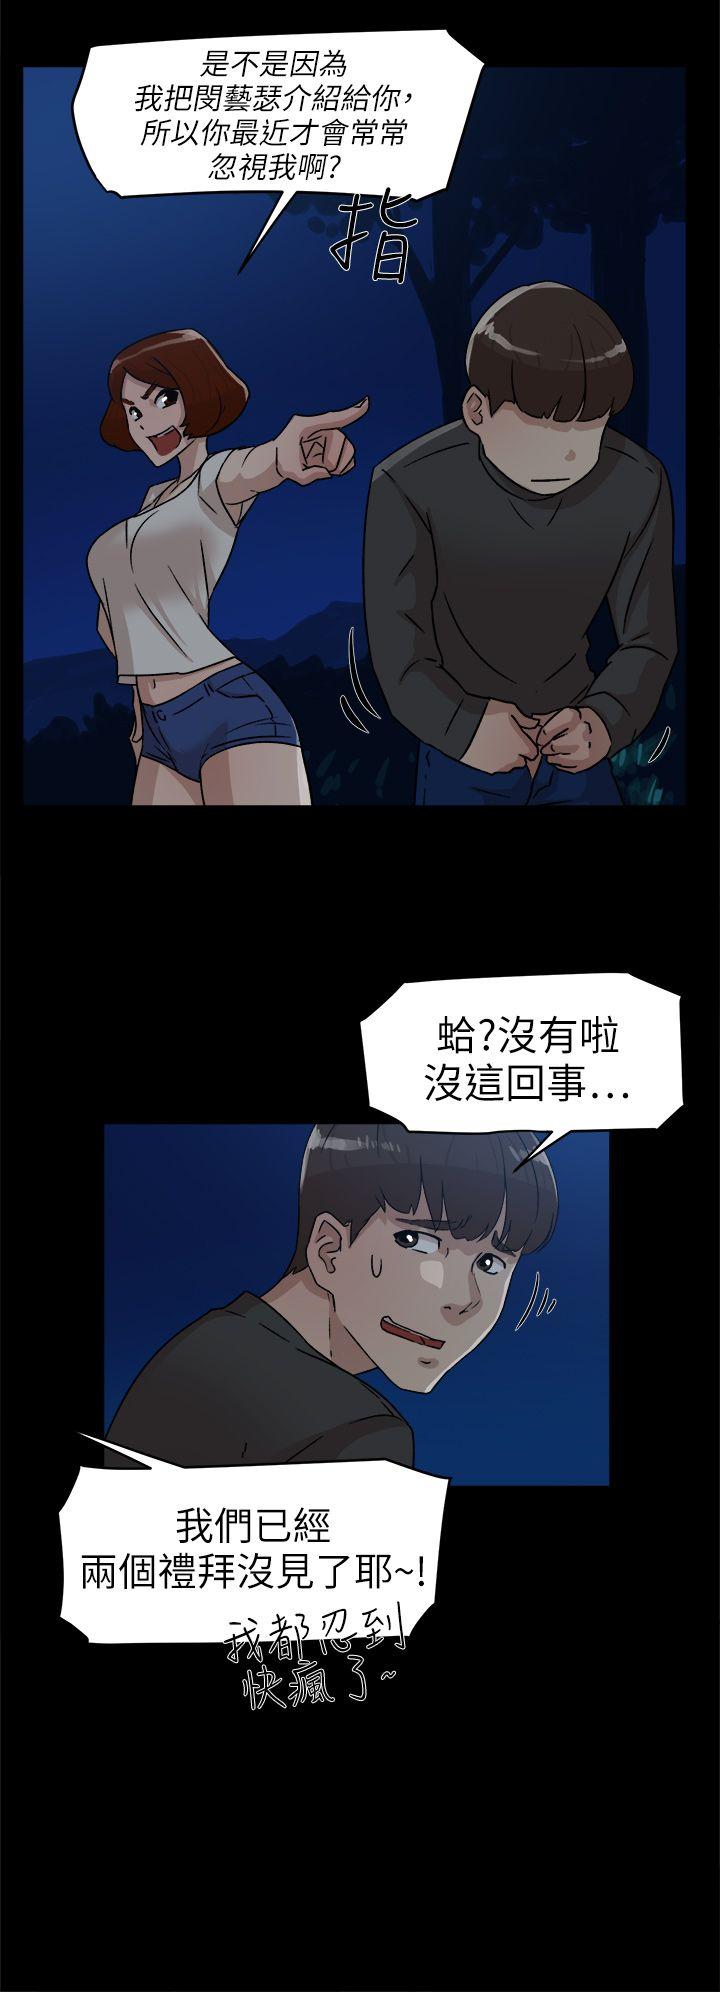 是不是因為
我把閔藝瑟介紹給你，
所以你最近才會常常
忽視我啊?
指
蛤?沒有啦
沒這回事...
我們已經
兩個禮拜沒見了耶~!
我都忍到
快瘋了~